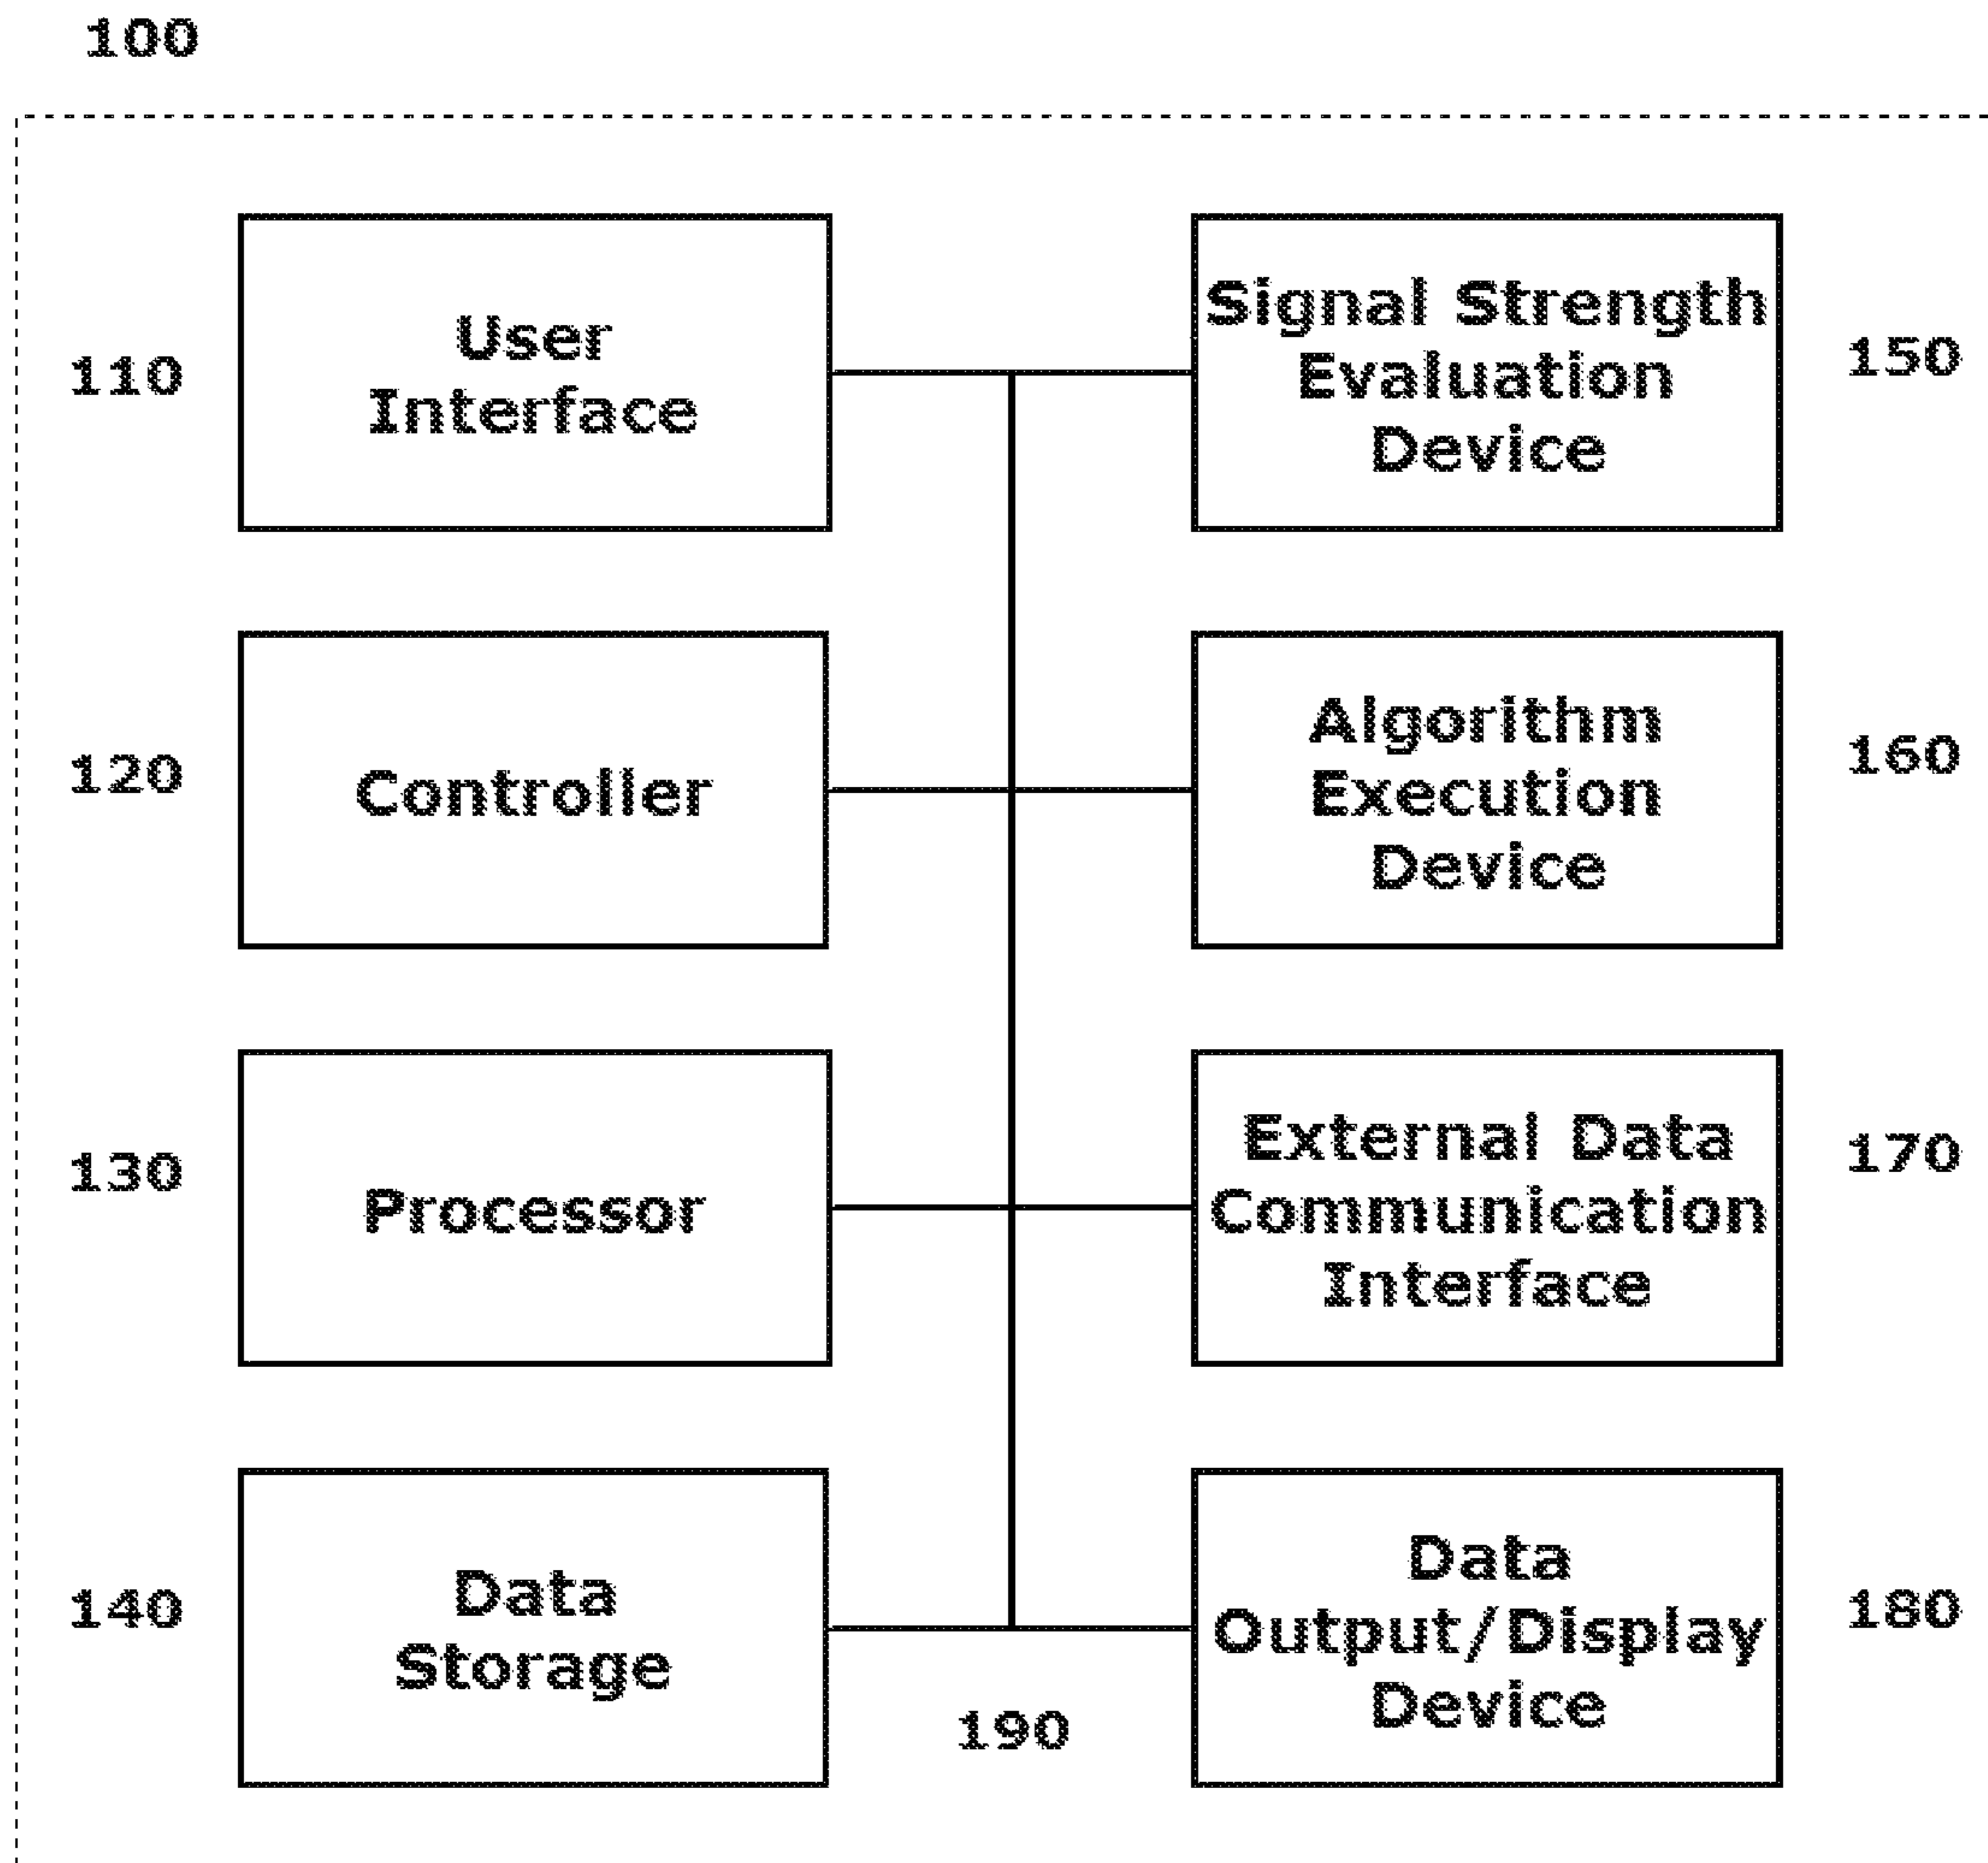 100
110
User
Interface
Signal Strength
Evaluation
Device
150
120
Controller
Algorithm
Execution
Device
160
130
Processor
External Data
Communication
Interface
170
140
Data
Storage
190
Data
Output/Display
Device
180